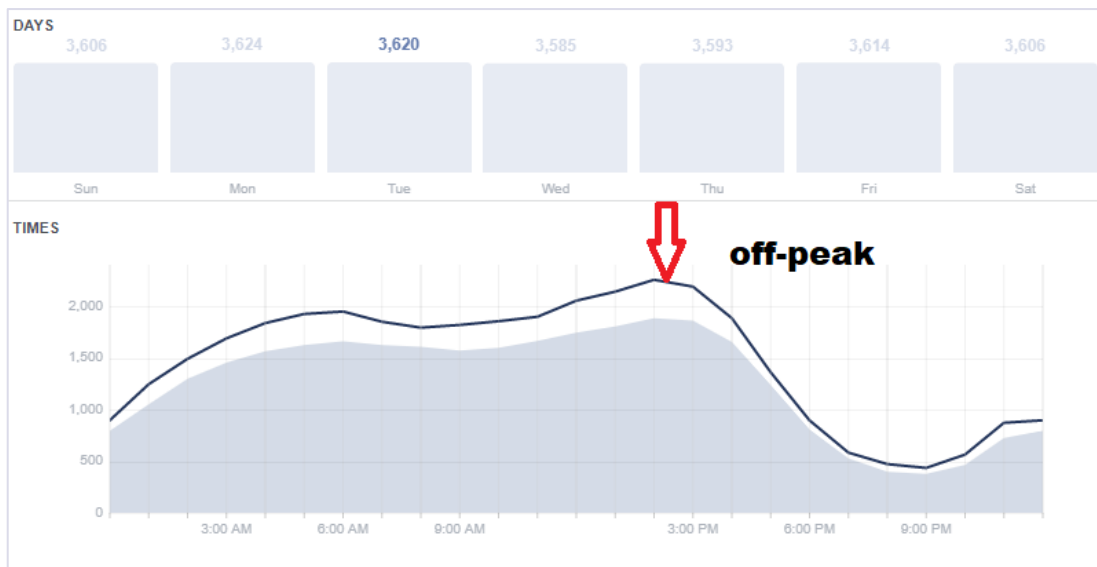 DAYS
3,606 3,624 3,620 3,585 3,593 3,614 3,606
Sun Mon Tue Wed Thu Fri Sat
TIMES
off-peak
2,000
1,500
1,000
500
0
3:00 AM 6:00 AM 9:00 AM 3:00 PM 6:00 PM 9:00 PM